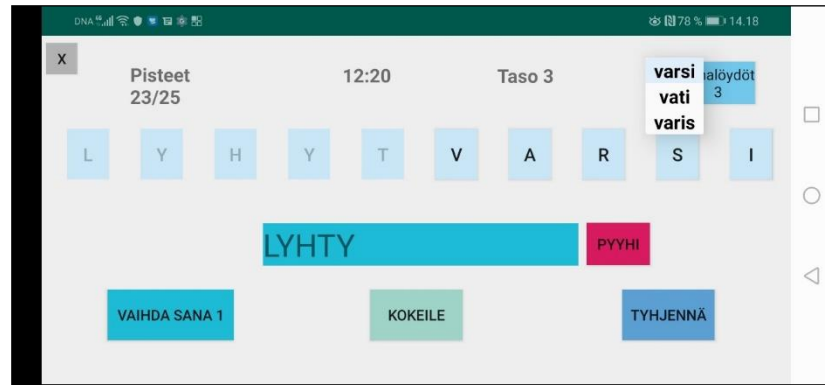 DNA 78 % 14.18
X
Pisteet
23/25
12:20
Taso 3
varsi
vati
varis
3
L Y H Y T V A R S I
LYHTY
PYYHI
VAIHDA SANA 1
KOKEILE
TYHJENNÄ